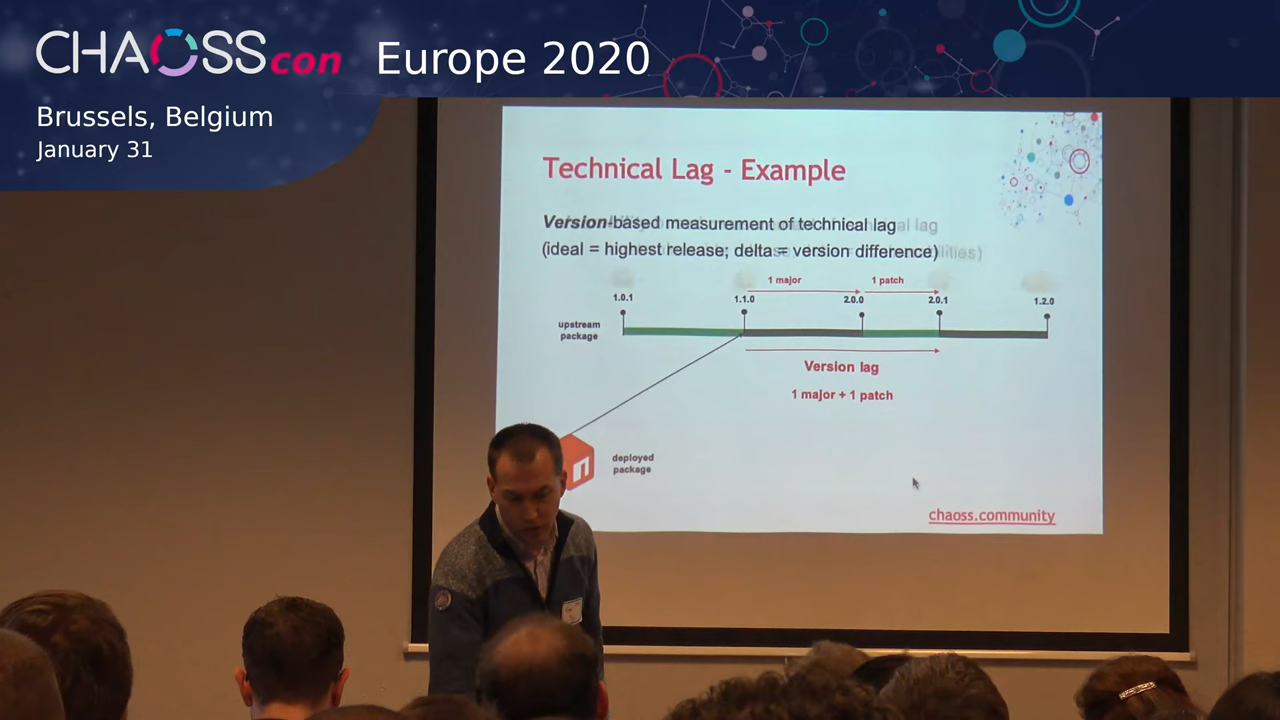 CHAOSScon Europe 2020
Brussels, Belgium
January 31
Technical Lag - Example
Version-based measurement of technical lag
(ideal = highest release; delta = version difference)
1 major 1 patch
1.0.1 1.1.0 2.0.0 2.0.1 1.2.0
upstream
package
Version lag
1 major + 1 patch
deployed
package
chaoss.community